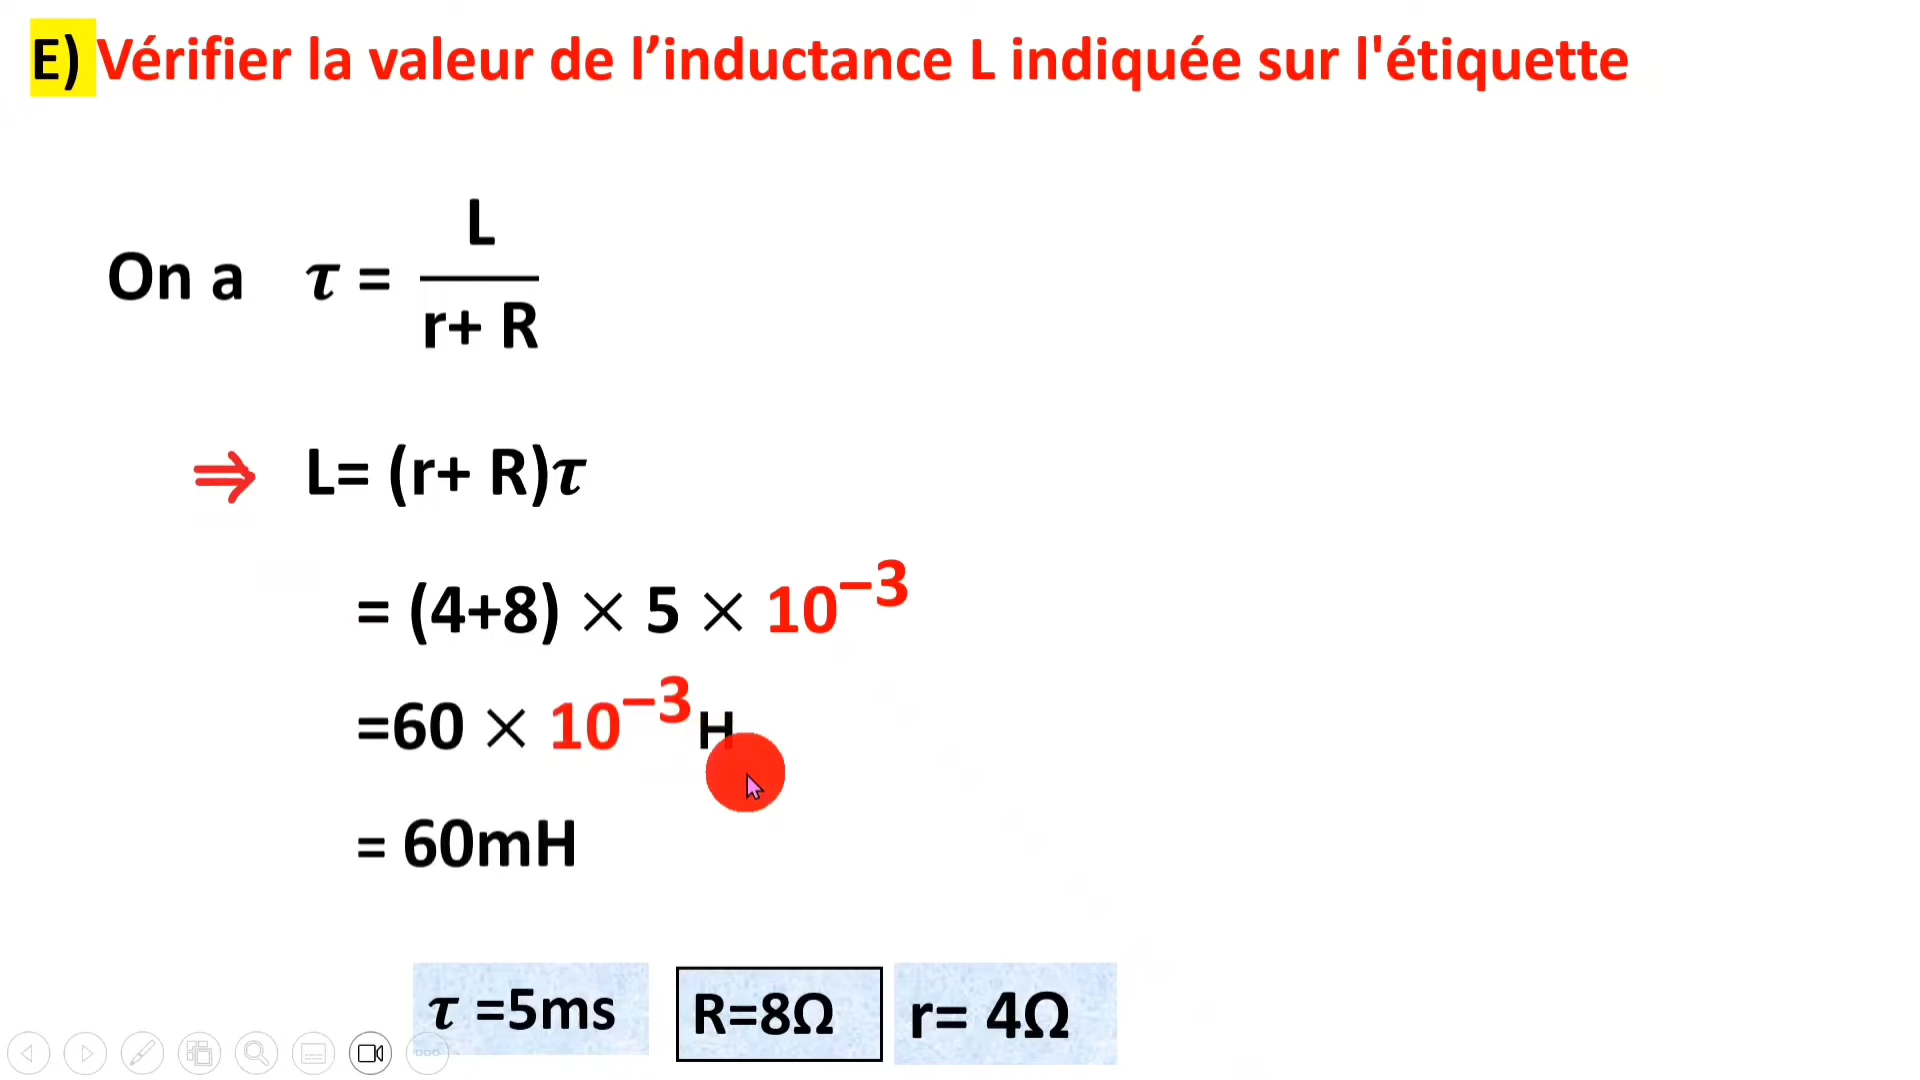 E) Vérifier la valeur de l’inductance L indiquée sur l'étiquette
L
On a τ =
r+ R
⇒ L= (r+ R)τ
= (4+8) × 5 × 10⁻³
=60 × 10⁻³ H
= 60mH
τ =5ms R=8Ω r= 4Ω